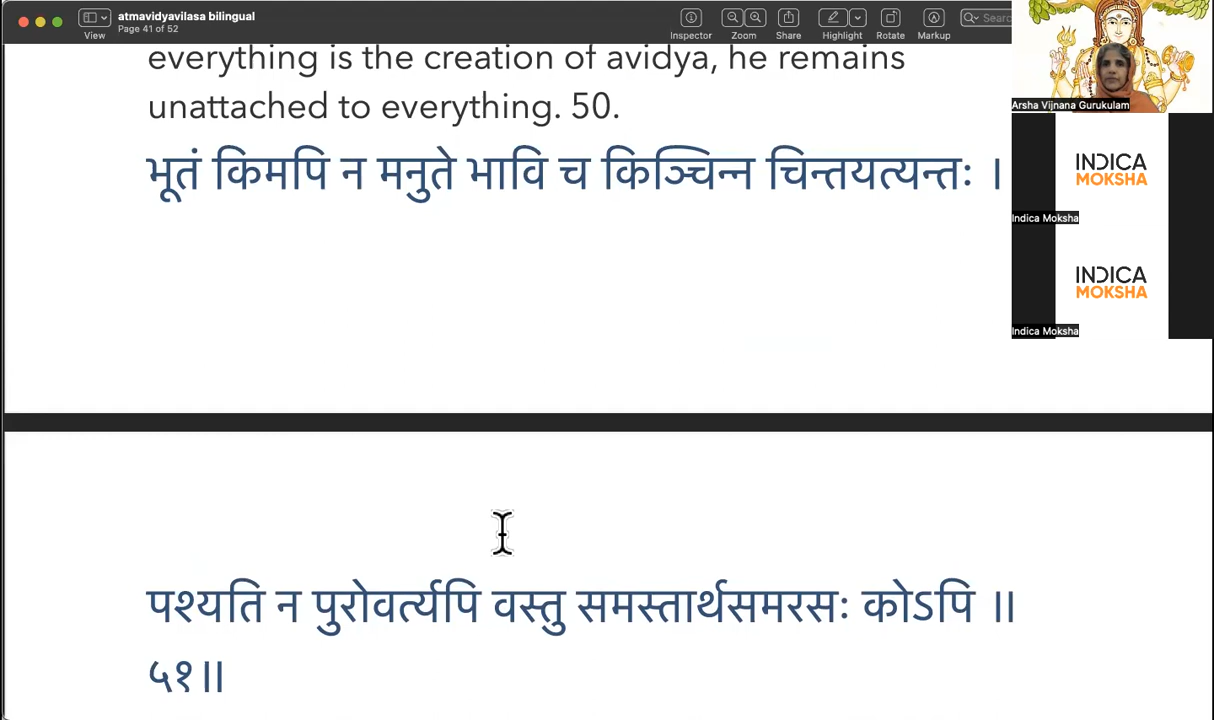 atmavidyavilasa bilingual
Page 41 of 52
View
Inspector
Zoom
Share
Highlight
Rotate
Markup
Searc
everything is the creation of avidya, he remains
unattached to everything. 50.
भूतं किमपि न मनुते भावि च किञ्चिन्न चिन्तयत्यन्तः ।
पश्यति न पुरोवर्त्यपि वस्तु समस्तार्थसमरसः कोऽपि ॥
५१॥
Arsha Vijnana Gurukulam
INDICA
MOKSHA
Indica Moksha
INDICA
MOKSHA
Indica Moksha